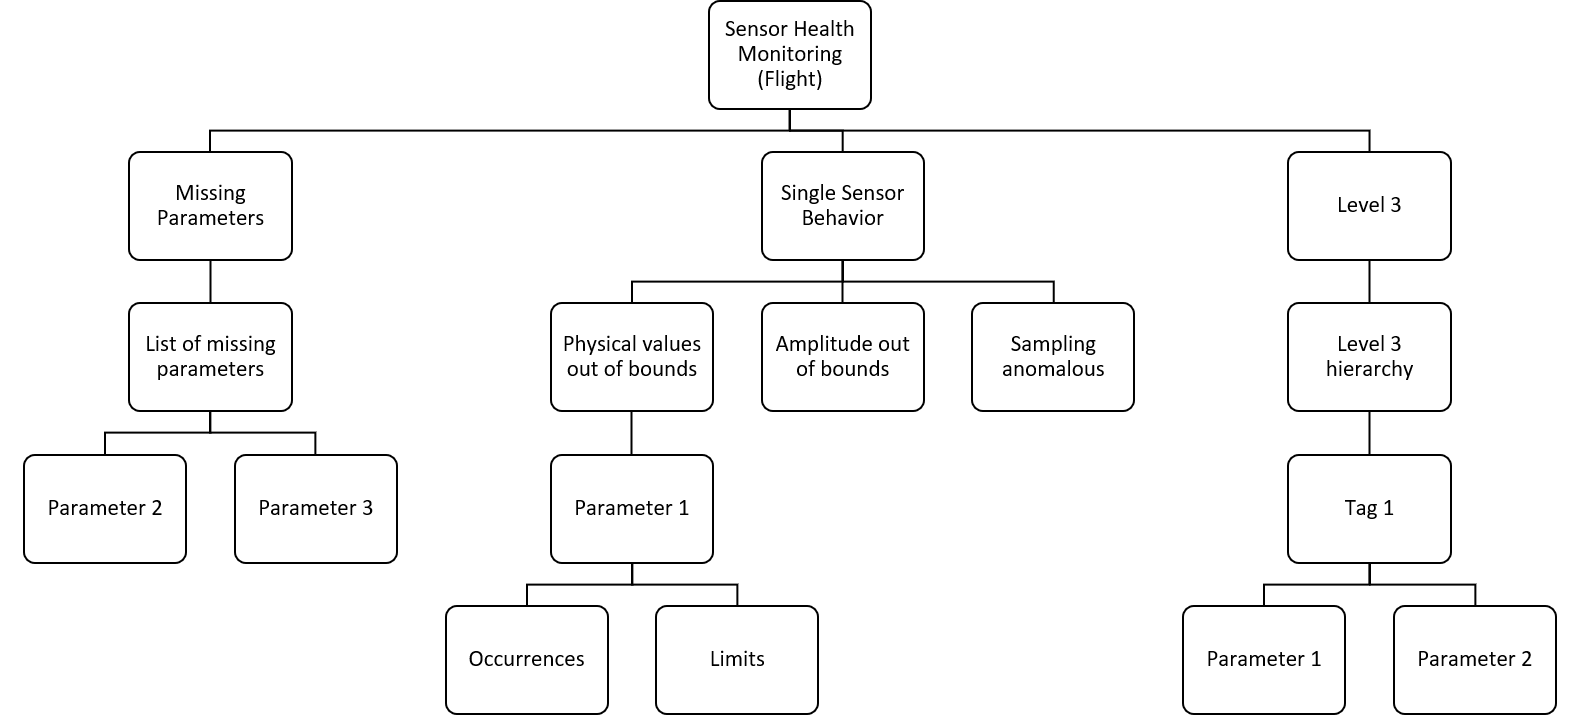 Sensor Health
Monitoring
(Flight)
Missing
Parameters
Single Sensor
Behavior
Level 3
List of missing
parameters
Physical values
out of bounds
Amplitude out
of bounds
Sampling
anomalous
Level 3
hierarchy
Parameter 2
Parameter 3
Parameter 1
Tag 1
Occurrences
Limits
Parameter 1
Parameter 2